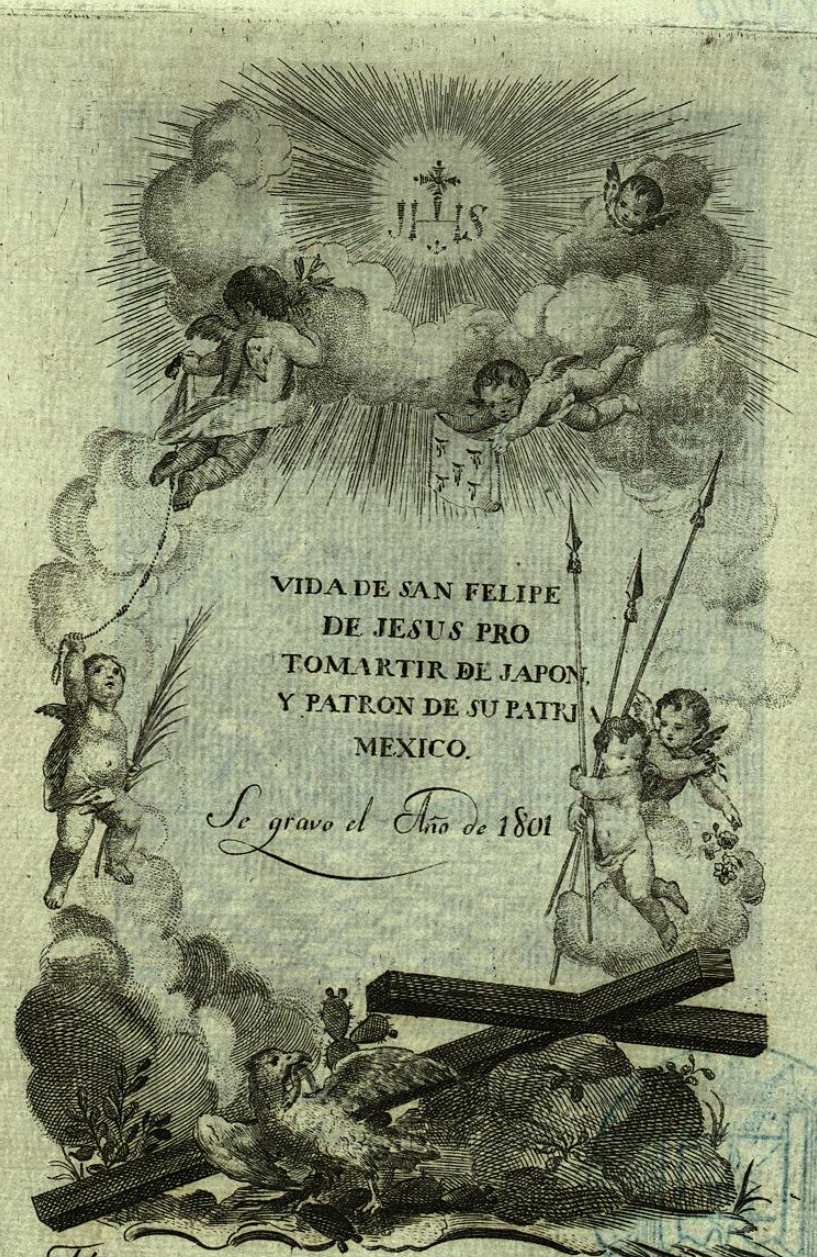 JHS
VIDA DE SAN FELIPE
DE JESUS PRO
TOMARTIR DE JAPON,
Y PATRON DE SU PATRIA
MEXICO.
Se gravo el Año de 1801